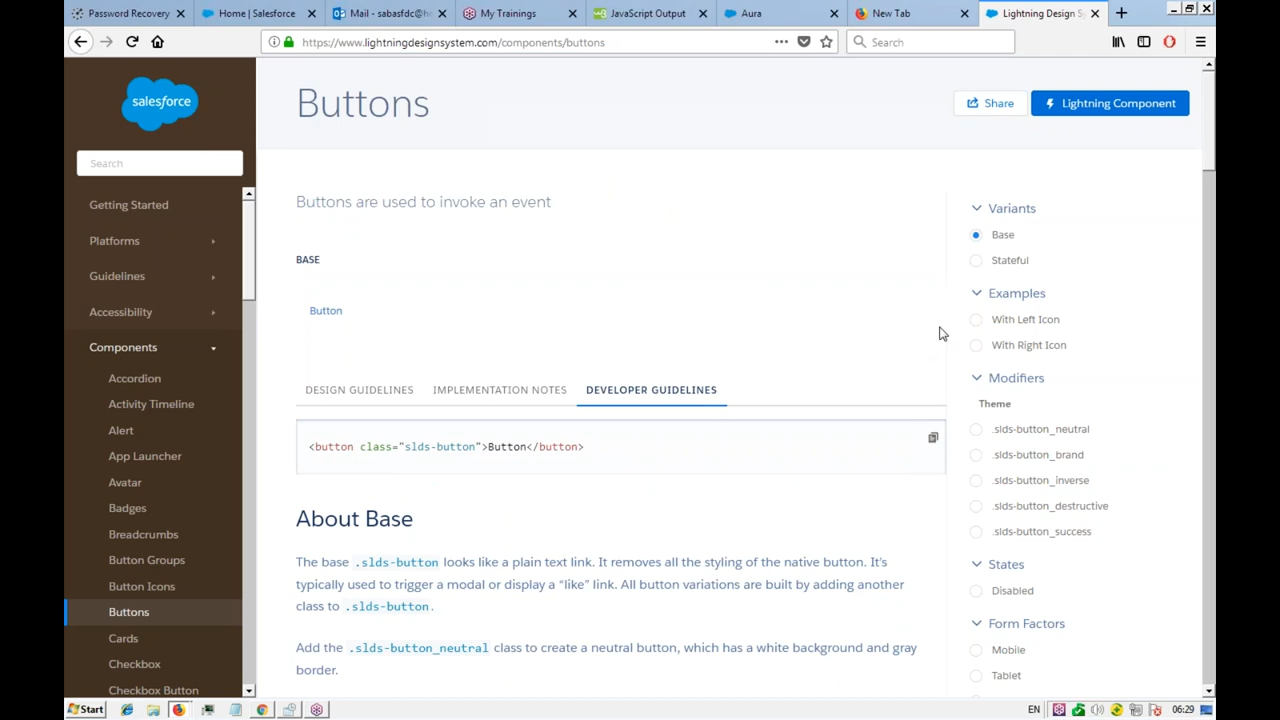 Password Recovery
Home | Salesforce
Mail - sabasfdc@he
My Trainings
JavaScript Output
Aura
New Tab
Lightning Design S
https://www.lightningdesignsystem.com/components/buttons
Search
salesforce
Search
Getting Started
Platforms
Guidelines
Accessibility
Components
Accordion
Activity Timeline
Alert
App Launcher
Avatar
Badges
Breadcrumbs
Button Groups
Button Icons
Buttons
Cards
Checkbox
Checkbox Button
Buttons
Share
Lightning Component
Buttons are used to invoke an event
BASE
Button
DESIGN GUIDELINES IMPLEMENTATION NOTES DEVELOPER GUIDELINES
<button class="slds-button">Button</button>
About Base
The base .slds-button looks like a plain text link. It removes all the styling of the native button. It's
typically used to trigger a modal or display a “like” link. All button variations are built by adding another
class to .slds-button.
Add the .slds-button_neutral class to create a neutral button, which has a white background and gray
border.
Variants
Base
Stateful
Examples
With Left Icon
With Right Icon
Modifiers
Theme
.slds-button_neutral
.slds-button_brand
.slds-button_inverse
.slds-button_destructive
.slds-button_success
States
Disabled
Form Factors
Mobile
Tablet
Start
EN
06:29